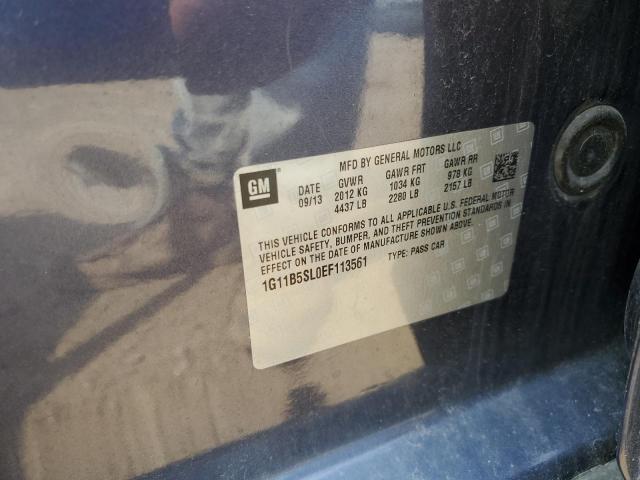 GM
MFD BY GENERAL MOTORS LLC
DATE GVWR GAWR FRT GAWR RR
09/13 2012 KG 1034 KG 978 KG
4437 LB 2280 LB 2157 LB
THIS VEHICLE CONFORMS TO ALL APPLICABLE U.S. FEDERAL MOTOR
VEHICLE SAFETY, BUMPER, AND THEFT PREVENTION STANDARDS IN
EFFECT ON THE DATE OF MANUFACTURE SHOWN ABOVE.
1G11B5SL0EF113561 TYPE: PASS CAR